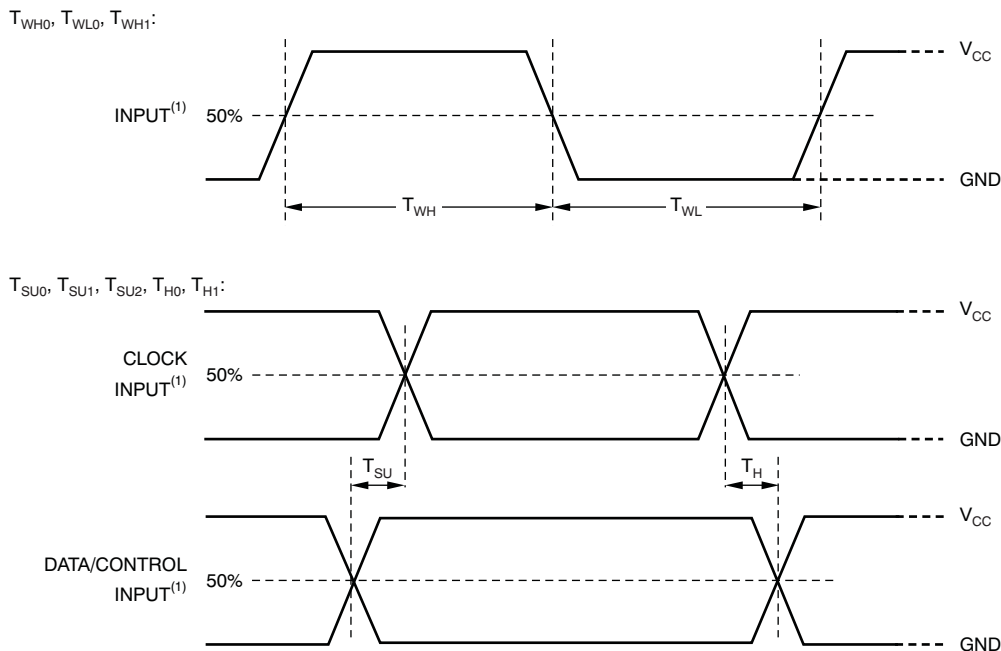 T_WH0, T_WL0, T_WH1:
V_CC
INPUT^(1) 50%
GND
T_WH T_WL
T_SU0, T_SU1, T_SU2, T_H0, T_H1:
V_CC
CLOCK
INPUT^(1) 50%
GND
T_SU T_H
V_CC
DATA/CONTROL
INPUT^(1) 50%
GND